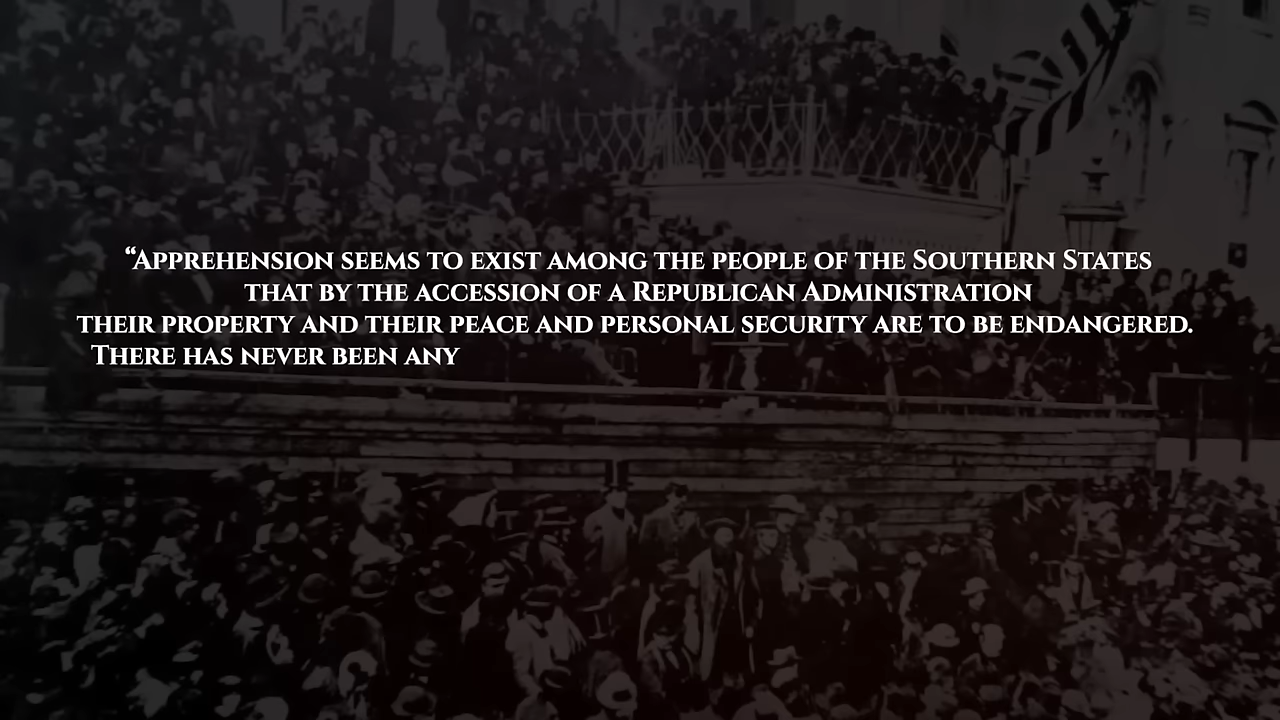 “Apprehension seems to exist among the people of the Southern States
that by the accession of a Republican Administration
their property and their peace and personal security are to be endangered.
There has never been any